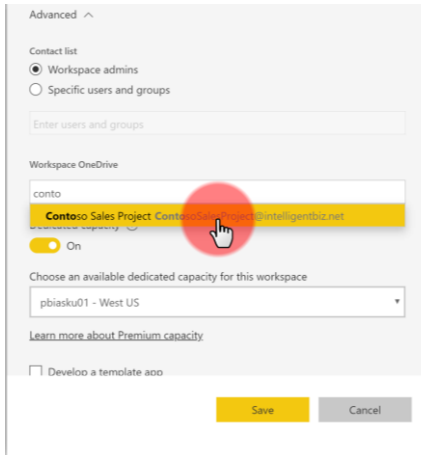 Advanced
Contact list
Workspace admins
Specific users and groups
Enter users and groups
Workspace OneDrive
conto
Contoso Sales Project ContosoSalesProject@intelligentbiz.net
Dedicated capacity
On
Choose an available dedicated capacity for this workspace
pbiasku01 - West US
Learn more about Premium capacity
Develop a template app
Save Cancel